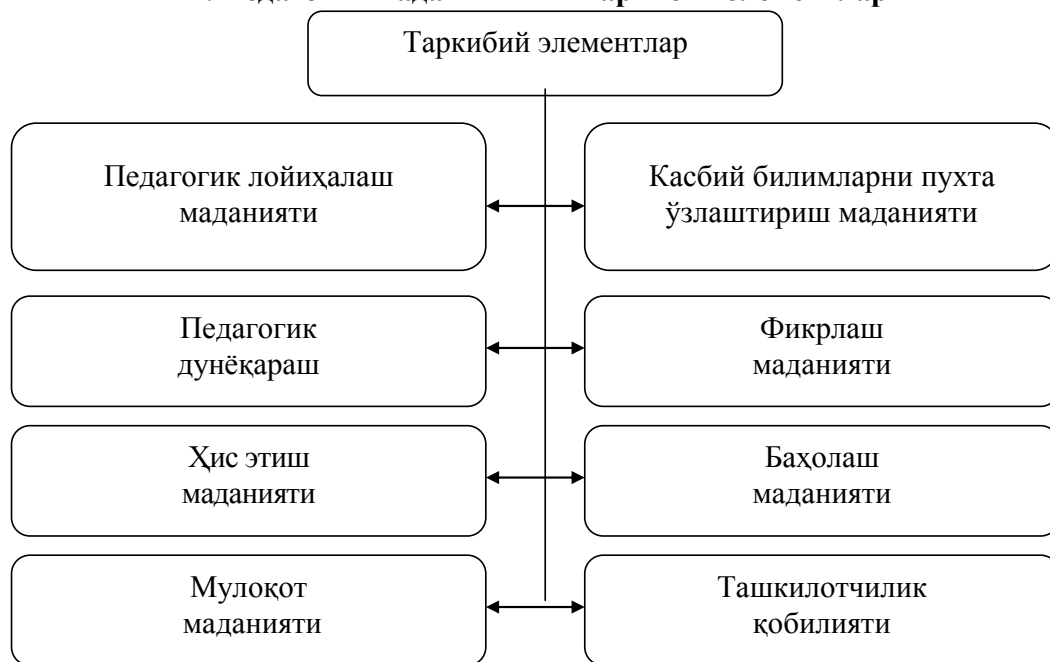 Таркибий элементлар
Педагогик лойиҳалаш
маданияти
Касбий билимларни пухта
ўзлаштириш маданияти
Педагогик
дунёқараш
Фикрлаш
маданияти
Ҳис этиш
маданияти
Баҳолаш
маданияти
Мулоқот
маданияти
Ташкилотчилик
қобилияти